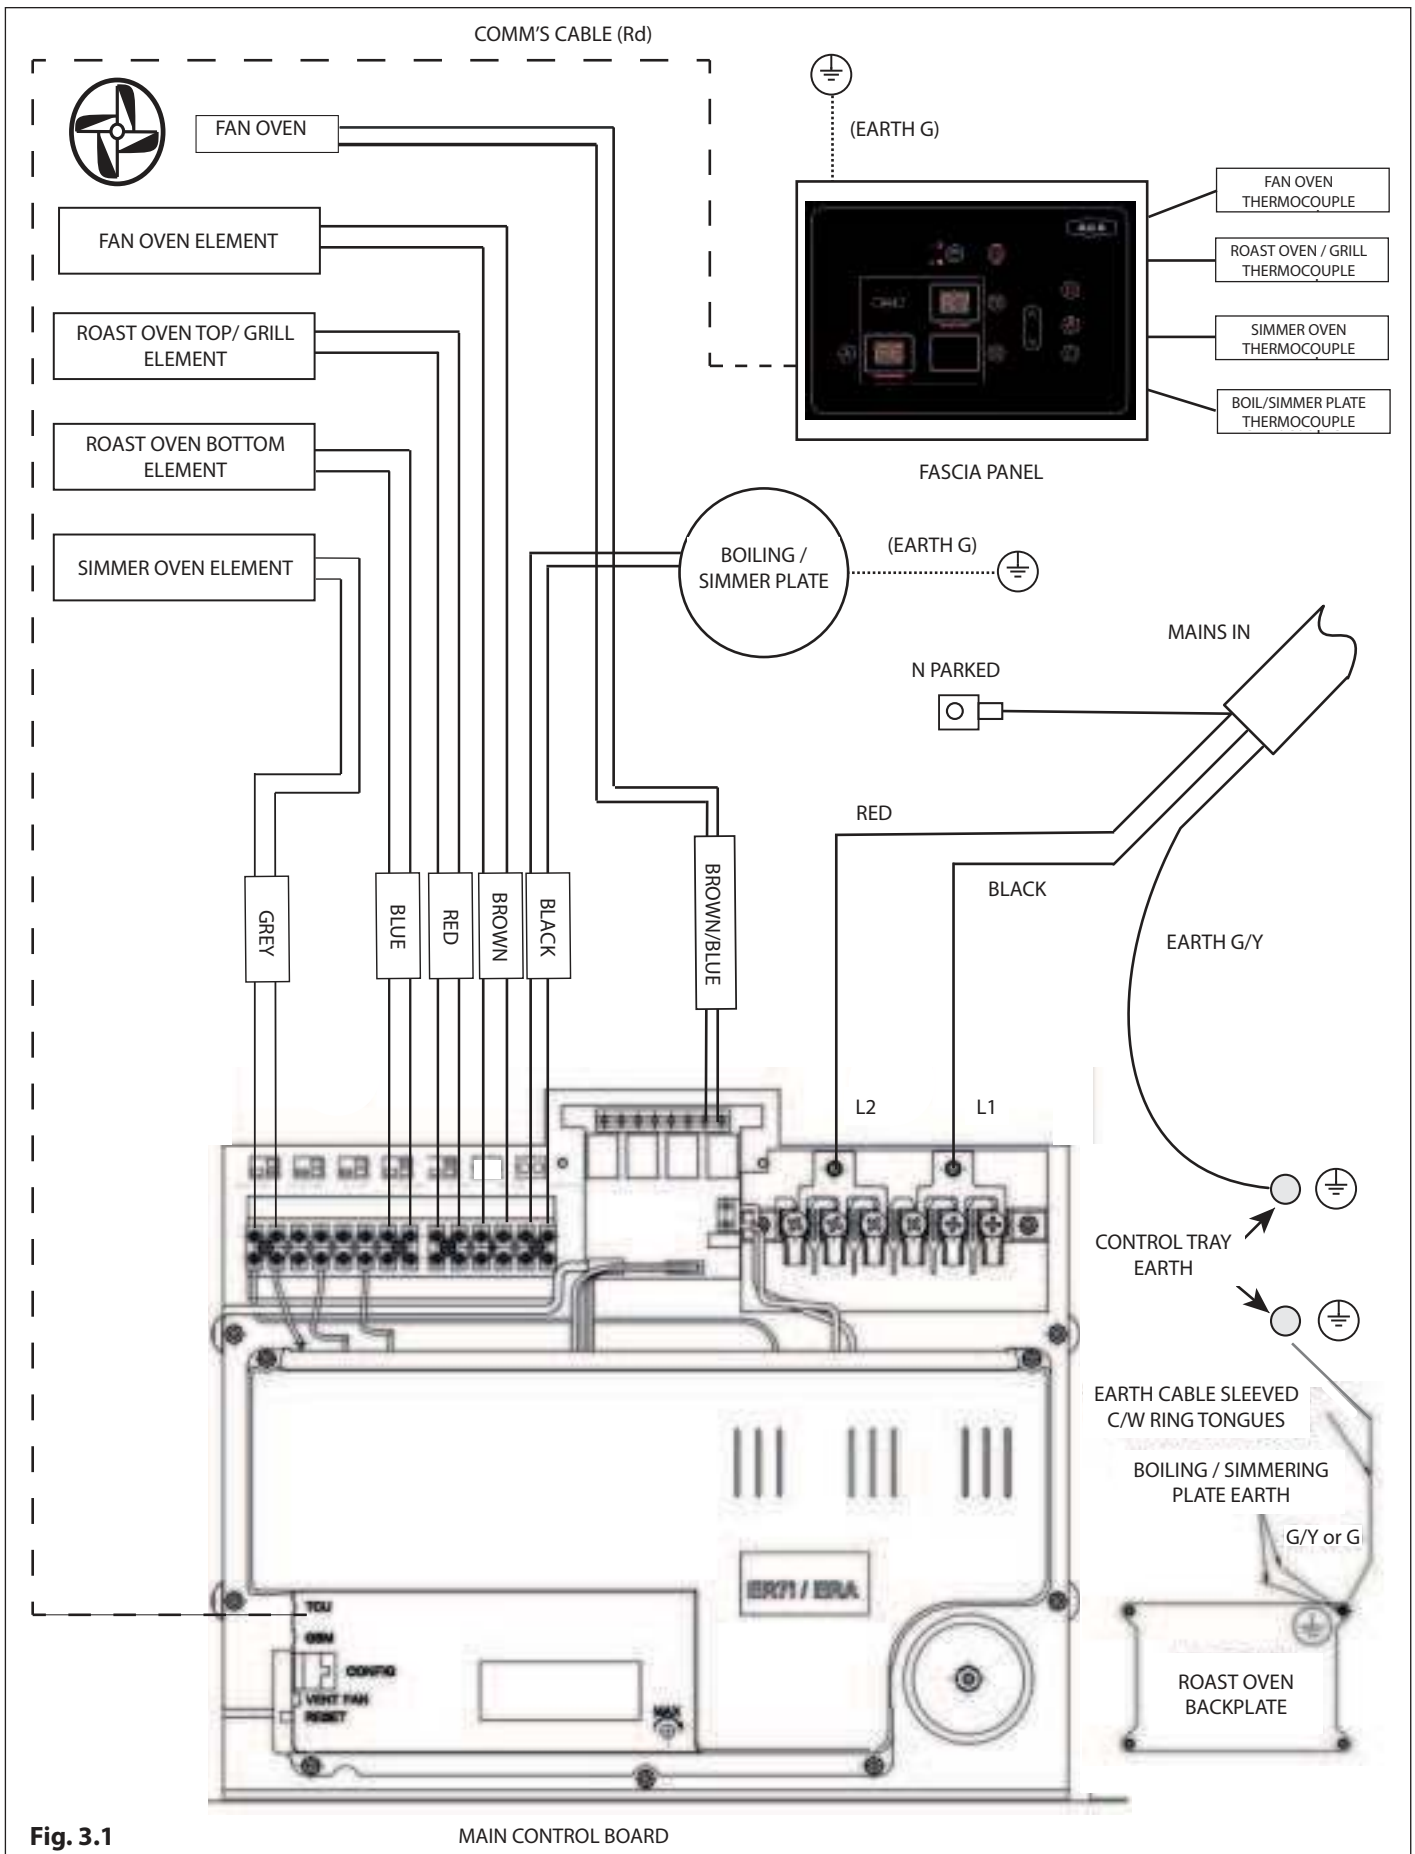 COMM'S CABLE (Rd)
FAN OVEN
(EARTH G)
FAN OVEN
THERMOCOUPLE
FAN OVEN ELEMENT
ROAST OVEN / GRILL
THERMOCOUPLE
ROAST OVEN TOP/ GRILL
ELEMENT
SIMMER OVEN
THERMOCOUPLE
BOIL/SIMMER PLATE
THERMOCOUPLE
ROAST OVEN BOTTOM
ELEMENT
FASCIA PANEL
SIMMER OVEN ELEMENT
BOILING /
SIMMER PLATE
(EARTH G)
MAINS IN
N PARKED
RED
BLACK
GREY
BLUE
RED
BROWN
BLACK
BROWN/BLUE
EARTH G/Y
L2
L1
CONTROL TRAY
EARTH
EARTH CABLE SLEEVED
C/W RING TONGUES
BOILING / SIMMERING
PLATE EARTH
G/Y or G
ER71 / ERA
TCU
GSM
CONFIG
VENT FAN
RESET
MAX
ROAST OVEN
BACKPLATE
Fig. 3.1
MAIN CONTROL BOARD